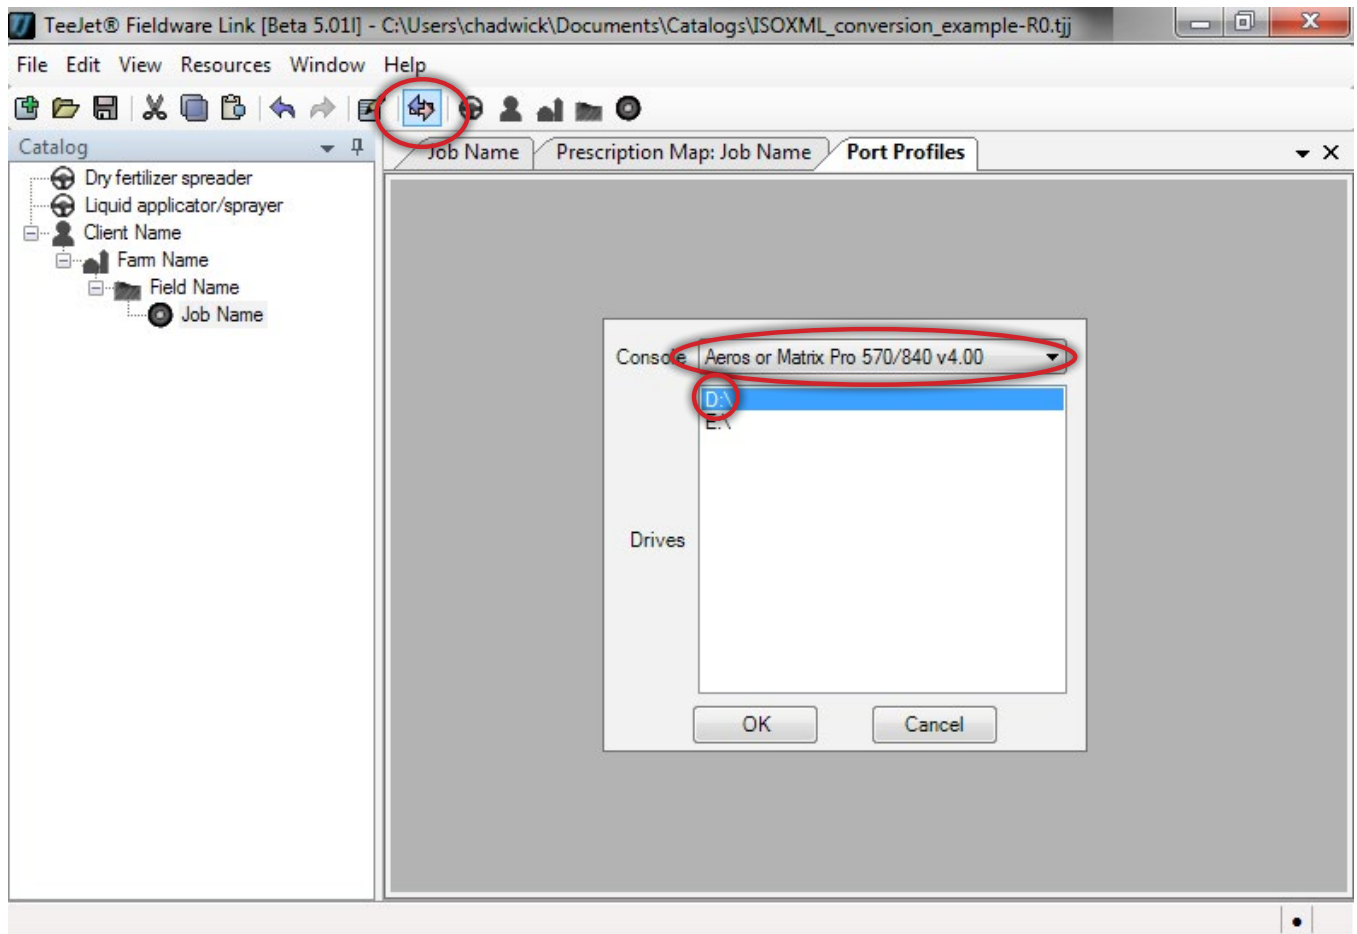 TeeJet® Fieldware Link [Beta 5.01l] - C:\Users\chadwick\Documents\Catalogs\ISOXML_conversion_example-R0.tjj
File Edit View Resources Window Help
Catalog
Job Name Prescription Map: Job Name Port Profiles
Dry fertilizer spreader
Liquid applicator/sprayer
Client Name
Farm Name
Field Name
Job Name
Console Aeros or Matrix Pro 570/840 v4.00
D:\
E:\
Drives
OK Cancel